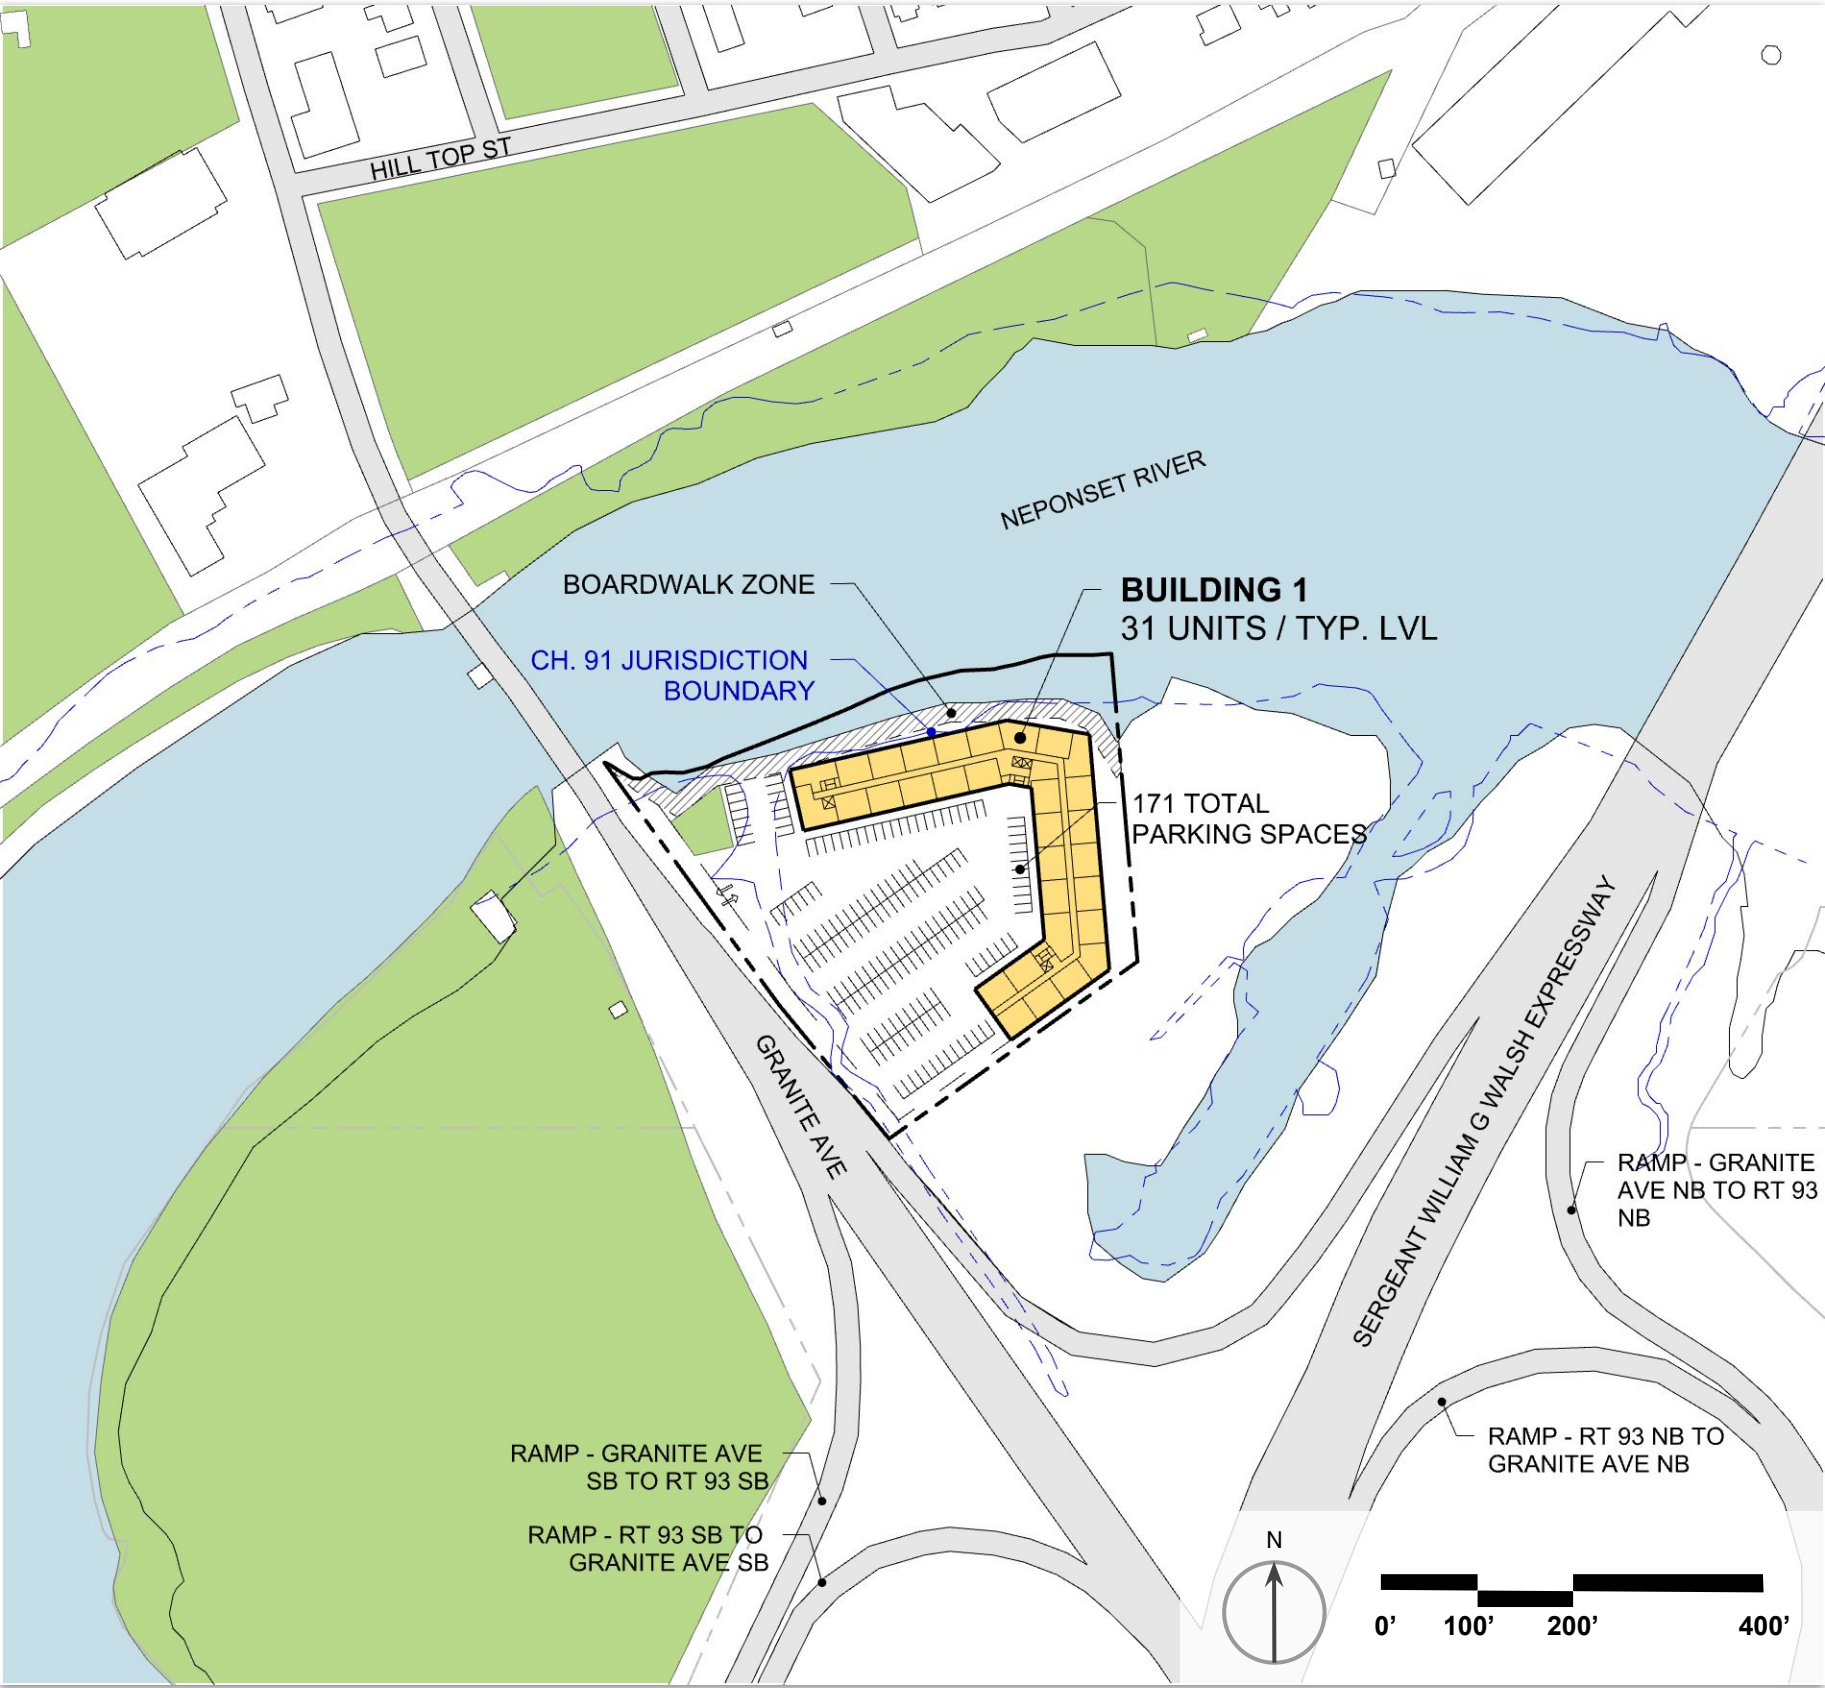 HILL TOP ST
NEPONSET RIVER
BOARDWALK ZONE
BUILDING 1
31 UNITS / TYP. LVL
CH. 91 JURISDICTION
BOUNDARY
171 TOTAL
PARKING SPACES
GRANITE AVE
SERGEANT WILLIAM G WALSH EXPRESSWAY
RAMP - GRANITE
AVE NB TO RT 93
NB
RAMP - RT 93 NB TO
GRANITE AVE NB
RAMP - GRANITE AVE
SB TO RT 93 SB
RAMP - RT 93 SB TO
GRANITE AVE SB
N
0' 100' 200' 400'